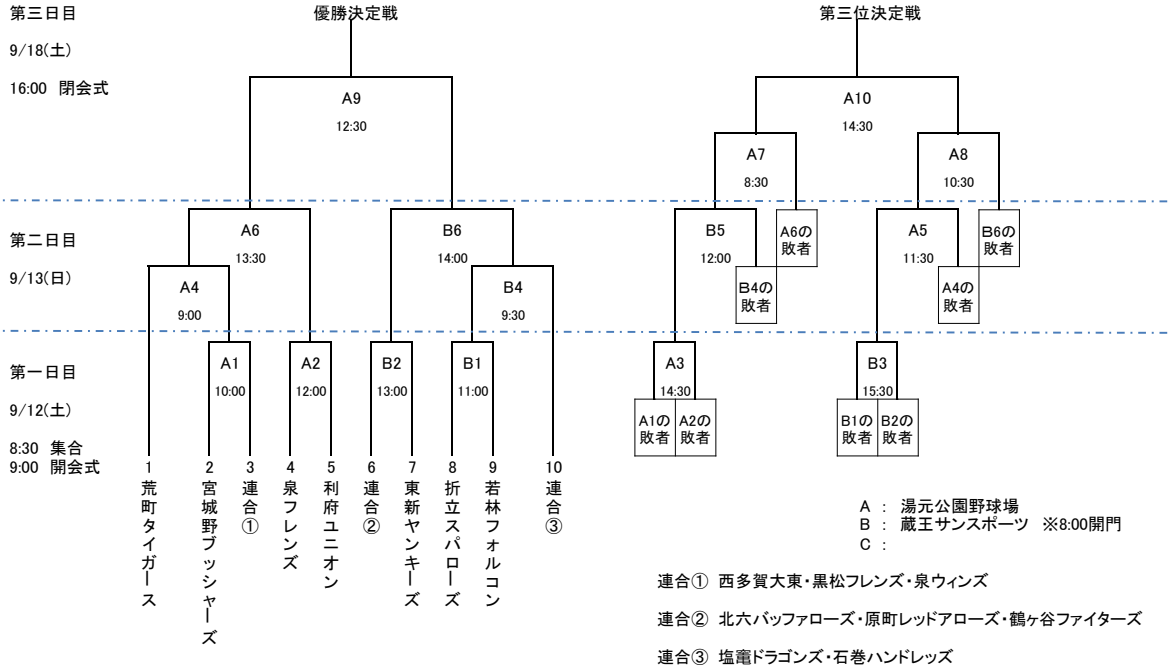 第三日目
9/18(土)
16:00 閉会式
優勝決定戦
第三位決定戦
A9
12:30
A10
14:30
A7
8:30
A8
10:30
第二日目
9/13(日)
A6
13:30
B6
14:00
B5
12:00
A6の
敗者
A5
11:30
B6の
敗者
A4
9:00
B4
9:30
B4の
敗者
A4の
敗者
第一日目
9/12(土)
8:30 集合
9:00 開会式
A1
10:00
A2
12:00
B2
13:00
B1
11:00
A3
14:30
B3
15:30
A1の
敗者
A2の
敗者
B1の
敗者
B2の
敗者
1
荒町タイガース
2
宮城野ブッシャーズ
3
連合①
4
泉フレンズ
5
利府ユニオン
6
連合②
7
東新ヤンキーズ
8
折立スパローズ
9
若林フォルコン
10
連合③
A : 湯元公園野球場
B : 蔵王サンスポーツ ※8:00開門
C :
連合① 西多賀大東・黒松フレンズ・泉ウィンズ
連合② 北六バッファローズ・原町レッドアローズ・鶴ヶ谷ファイターズ
連合③ 塩竈ドラゴンズ・石巻ハンドレッズ